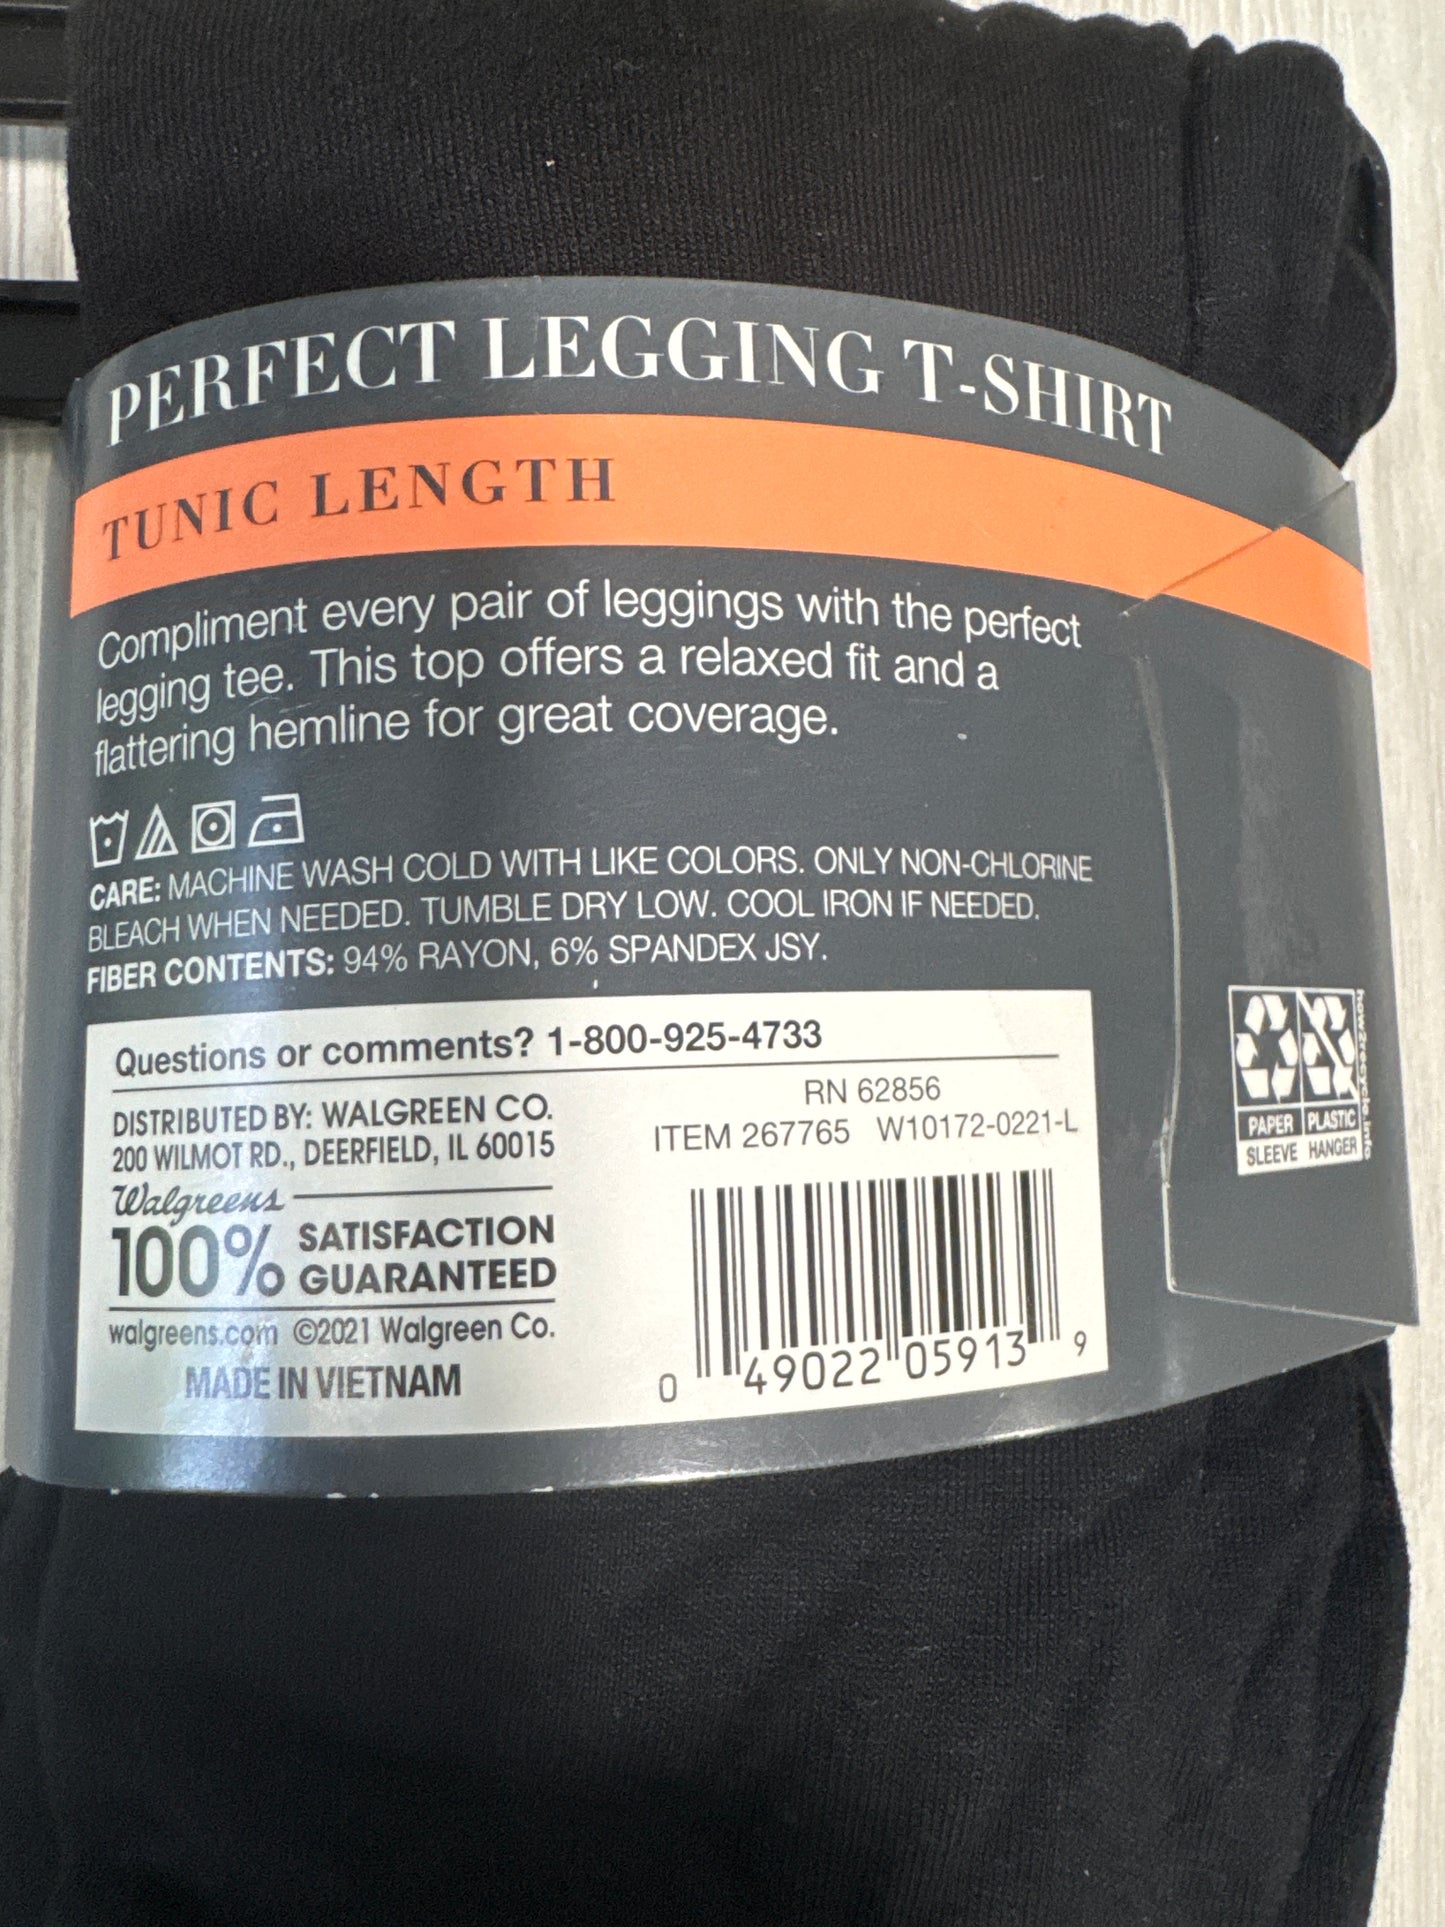 PERFECT LEGGING T-SHIRT
TUNIC LENGTH
Compliment every pair of leggings with the perfect
legging tee. This top offers a relaxed fit and a
flattering hemline for great coverage.
CARE: MACHINE WASH COLD WITH LIKE COLORS. ONLY NON-CHLORINE
BLEACH WHEN NEEDED. TUMBLE DRY LOW. COOL IRON IF NEEDED.
FIBER CONTENTS: 94% RAYON, 6% SPANDEX JSY.
Questions or comments? 1-800-925-4733
DISTRIBUTED BY: WALGREEN CO.
200 WILMOT RD., DEERFIELD, IL 60015
Walgreens
100% SATISFACTION
GUARANTEED
walgreens.com ©2021 Walgreen Co.
MADE IN VIETNAM
RN 62856
ITEM 267765 W10172-0221-L
0 49022 05913 9
how2recycle.info
PAPER PLASTIC
SLEEVE HANGER